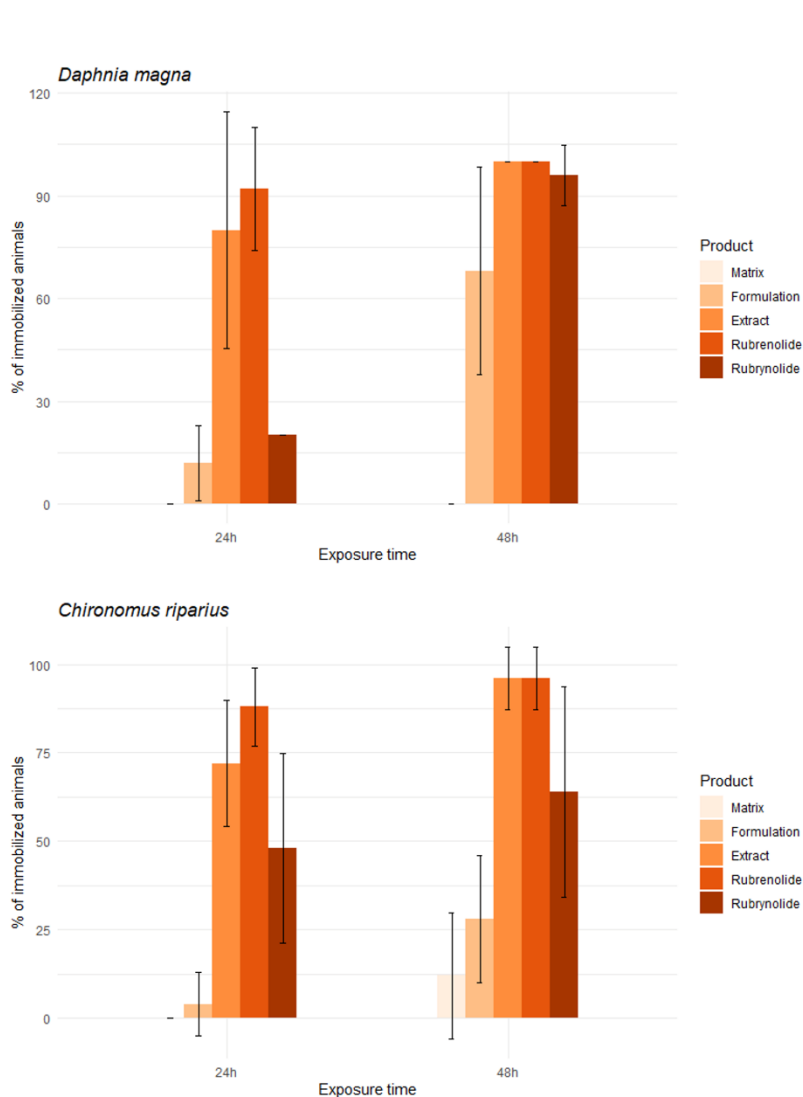 Daphnia magna
120
90
60
30
0
% of immobilized animals
24h
48h
Exposure time
Product
Matrix
Formulation
Extract
Rubrenolide
Rubrynolide
Chironomus riparius
100
75
50
25
0
% of immobilized animals
24h
48h
Exposure time
Product
Matrix
Formulation
Extract
Rubrenolide
Rubrynolide